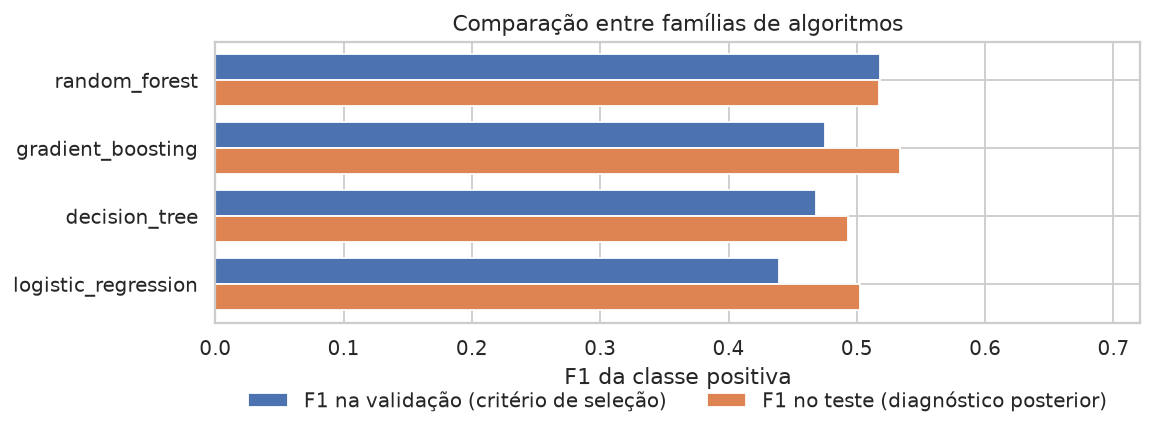 Comparação entre famílias de algoritmos
random_forest
gradient_boosting
decision_tree
logistic_regression
0.0 0.1 0.2 0.3 0.4 0.5 0.6 0.7
F1 da classe positiva
F1 na validação (critério de seleção) F1 no teste (diagnóstico posterior)